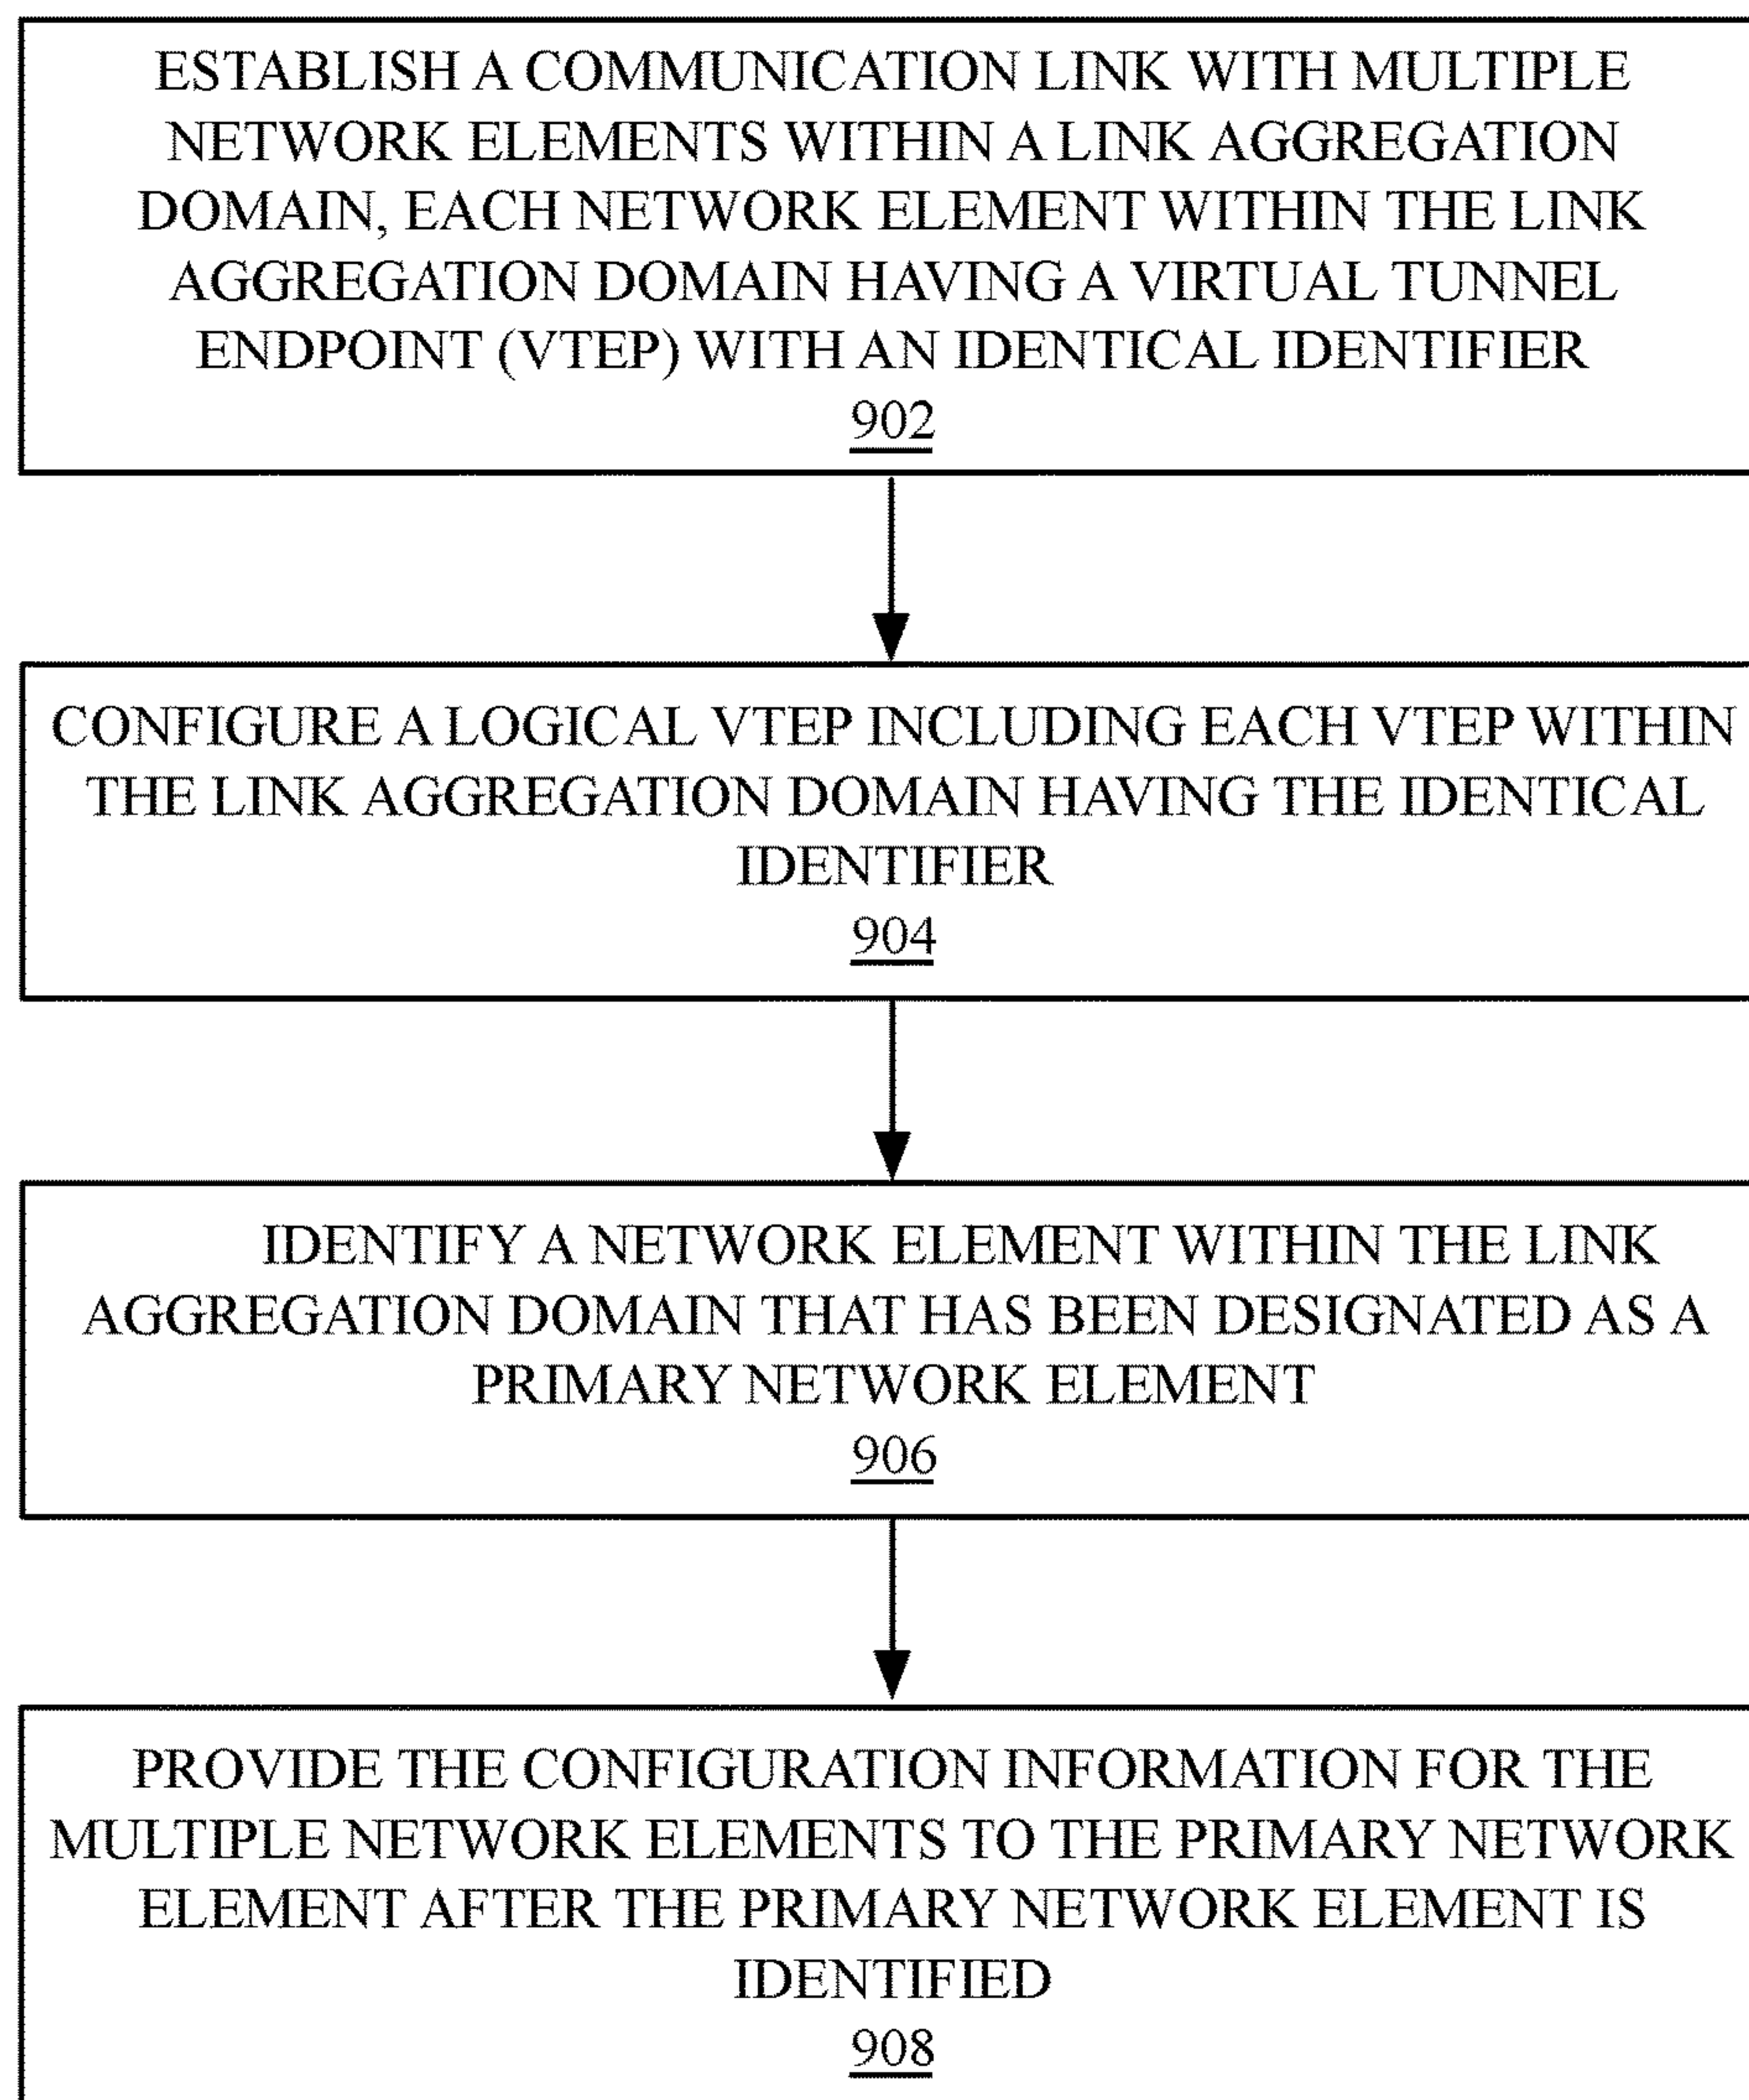 ESTABLISH A COMMUNICATION LINK WITH MULTIPLE
NETWORK ELEMENTS WITHIN A LINK AGGREGATION
DOMAIN, EACH NETWORK ELEMENT WITHIN THE LINK
AGGREGATION DOMAIN HAVING A VIRTUAL TUNNEL
ENDPOINT (VTEP) WITH AN IDENTICAL IDENTIFIER
902
CONFIGURE A LOGICAL VTEP INCLUDING EACH VTEP WITHIN
THE LINK AGGREGATION DOMAIN HAVING THE IDENTICAL
IDENTIFIER
904
IDENTIFY A NETWORK ELEMENT WITHIN THE LINK
AGGREGATION DOMAIN THAT HAS BEEN DESIGNATED AS A
PRIMARY NETWORK ELEMENT
906
PROVIDE THE CONFIGURATION INFORMATION FOR THE
MULTIPLE NETWORK ELEMENTS TO THE PRIMARY NETWORK
ELEMENT AFTER THE PRIMARY NETWORK ELEMENT IS
IDENTIFIED
908